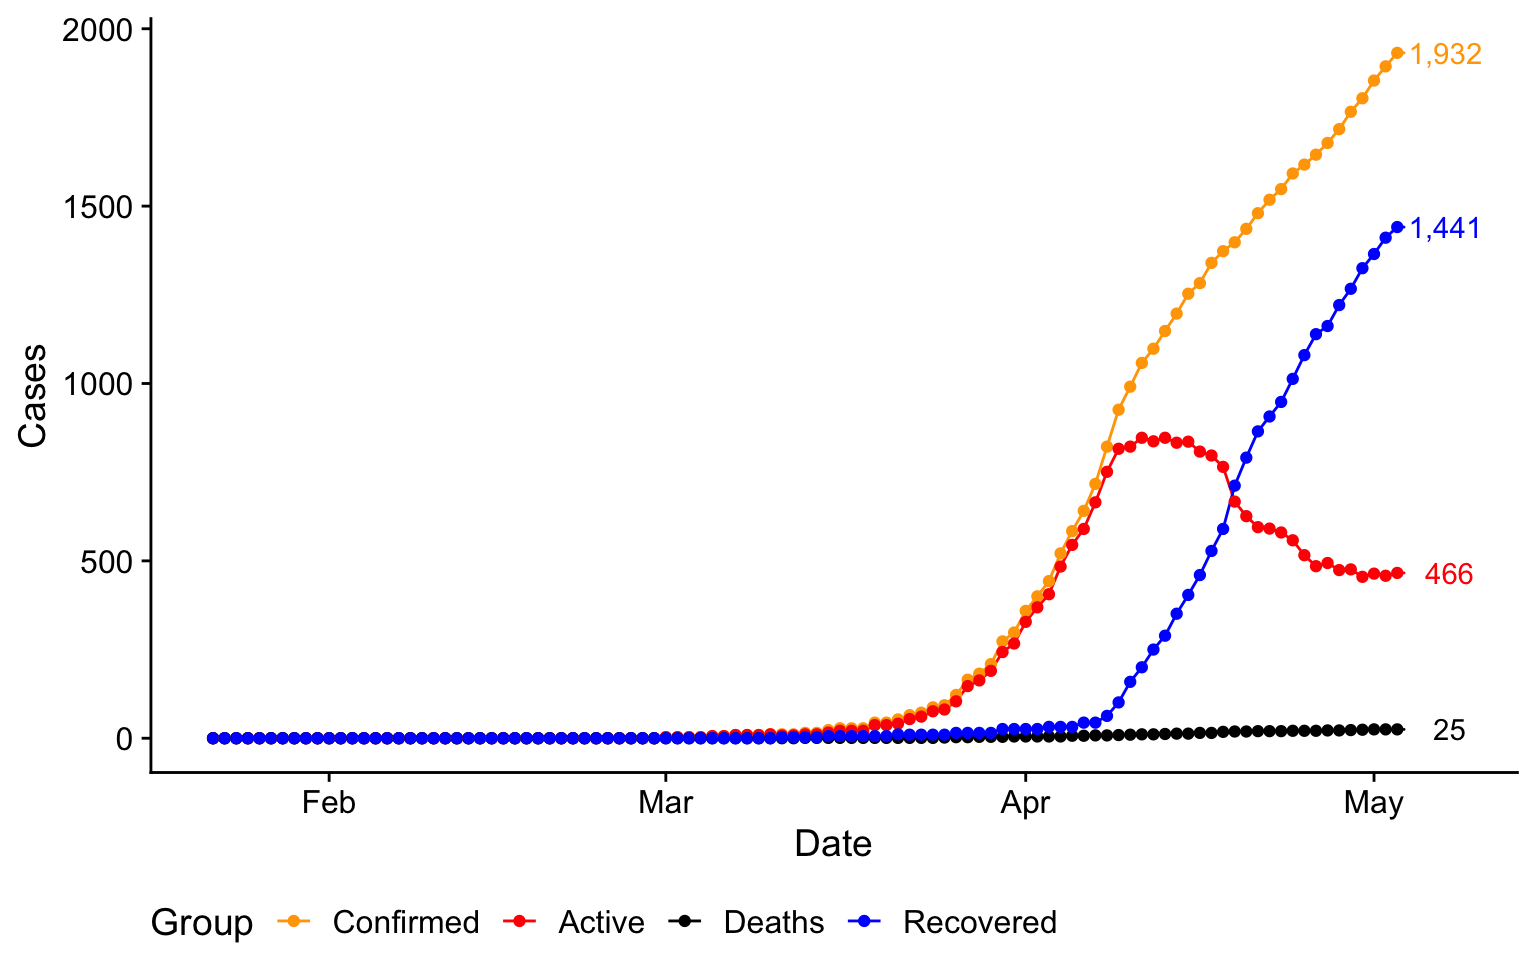 2000
1,932
1500
1,441
1000
Cases
500
466
0
25
Feb Mar Apr May
Date
Group Confirmed Active Deaths Recovered